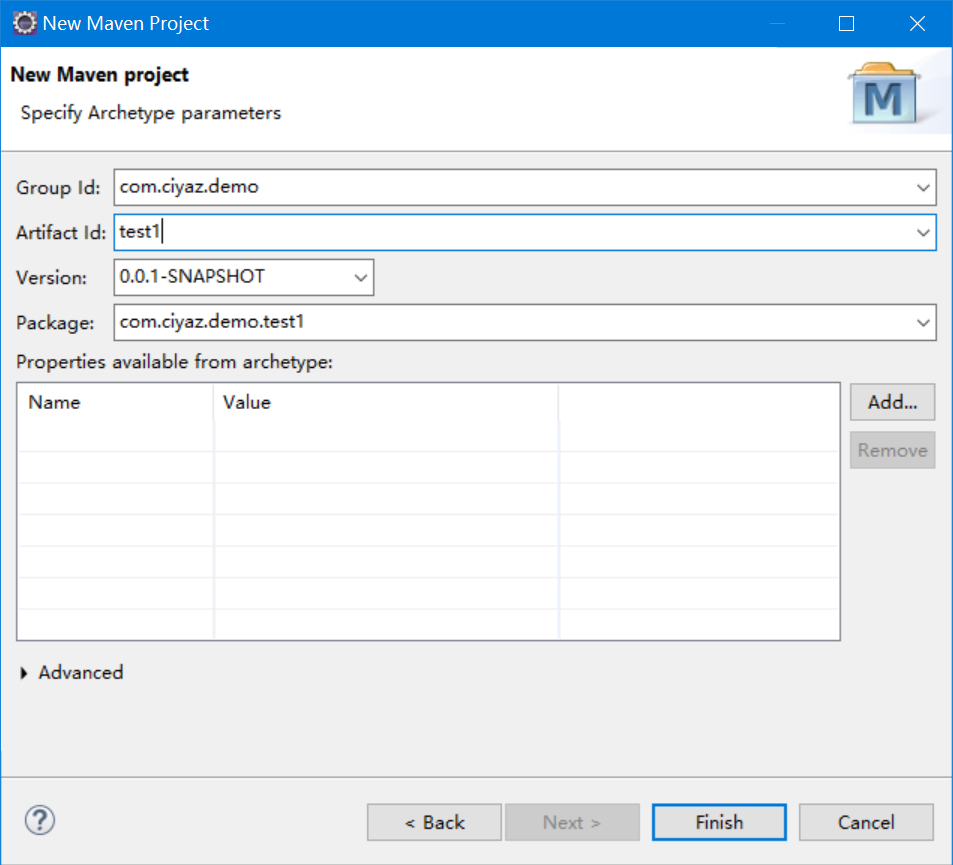 New Maven Project
New Maven project
Specify Archetype parameters
M
Group Id: com.ciyaz.demo
Artifact Id: test1
Version: 0.0.1-SNAPSHOT
Package: com.ciyaz.demo.test1
Properties available from archetype:
Name Value Add...
Remove
Advanced
? < Back Next > Finish Cancel